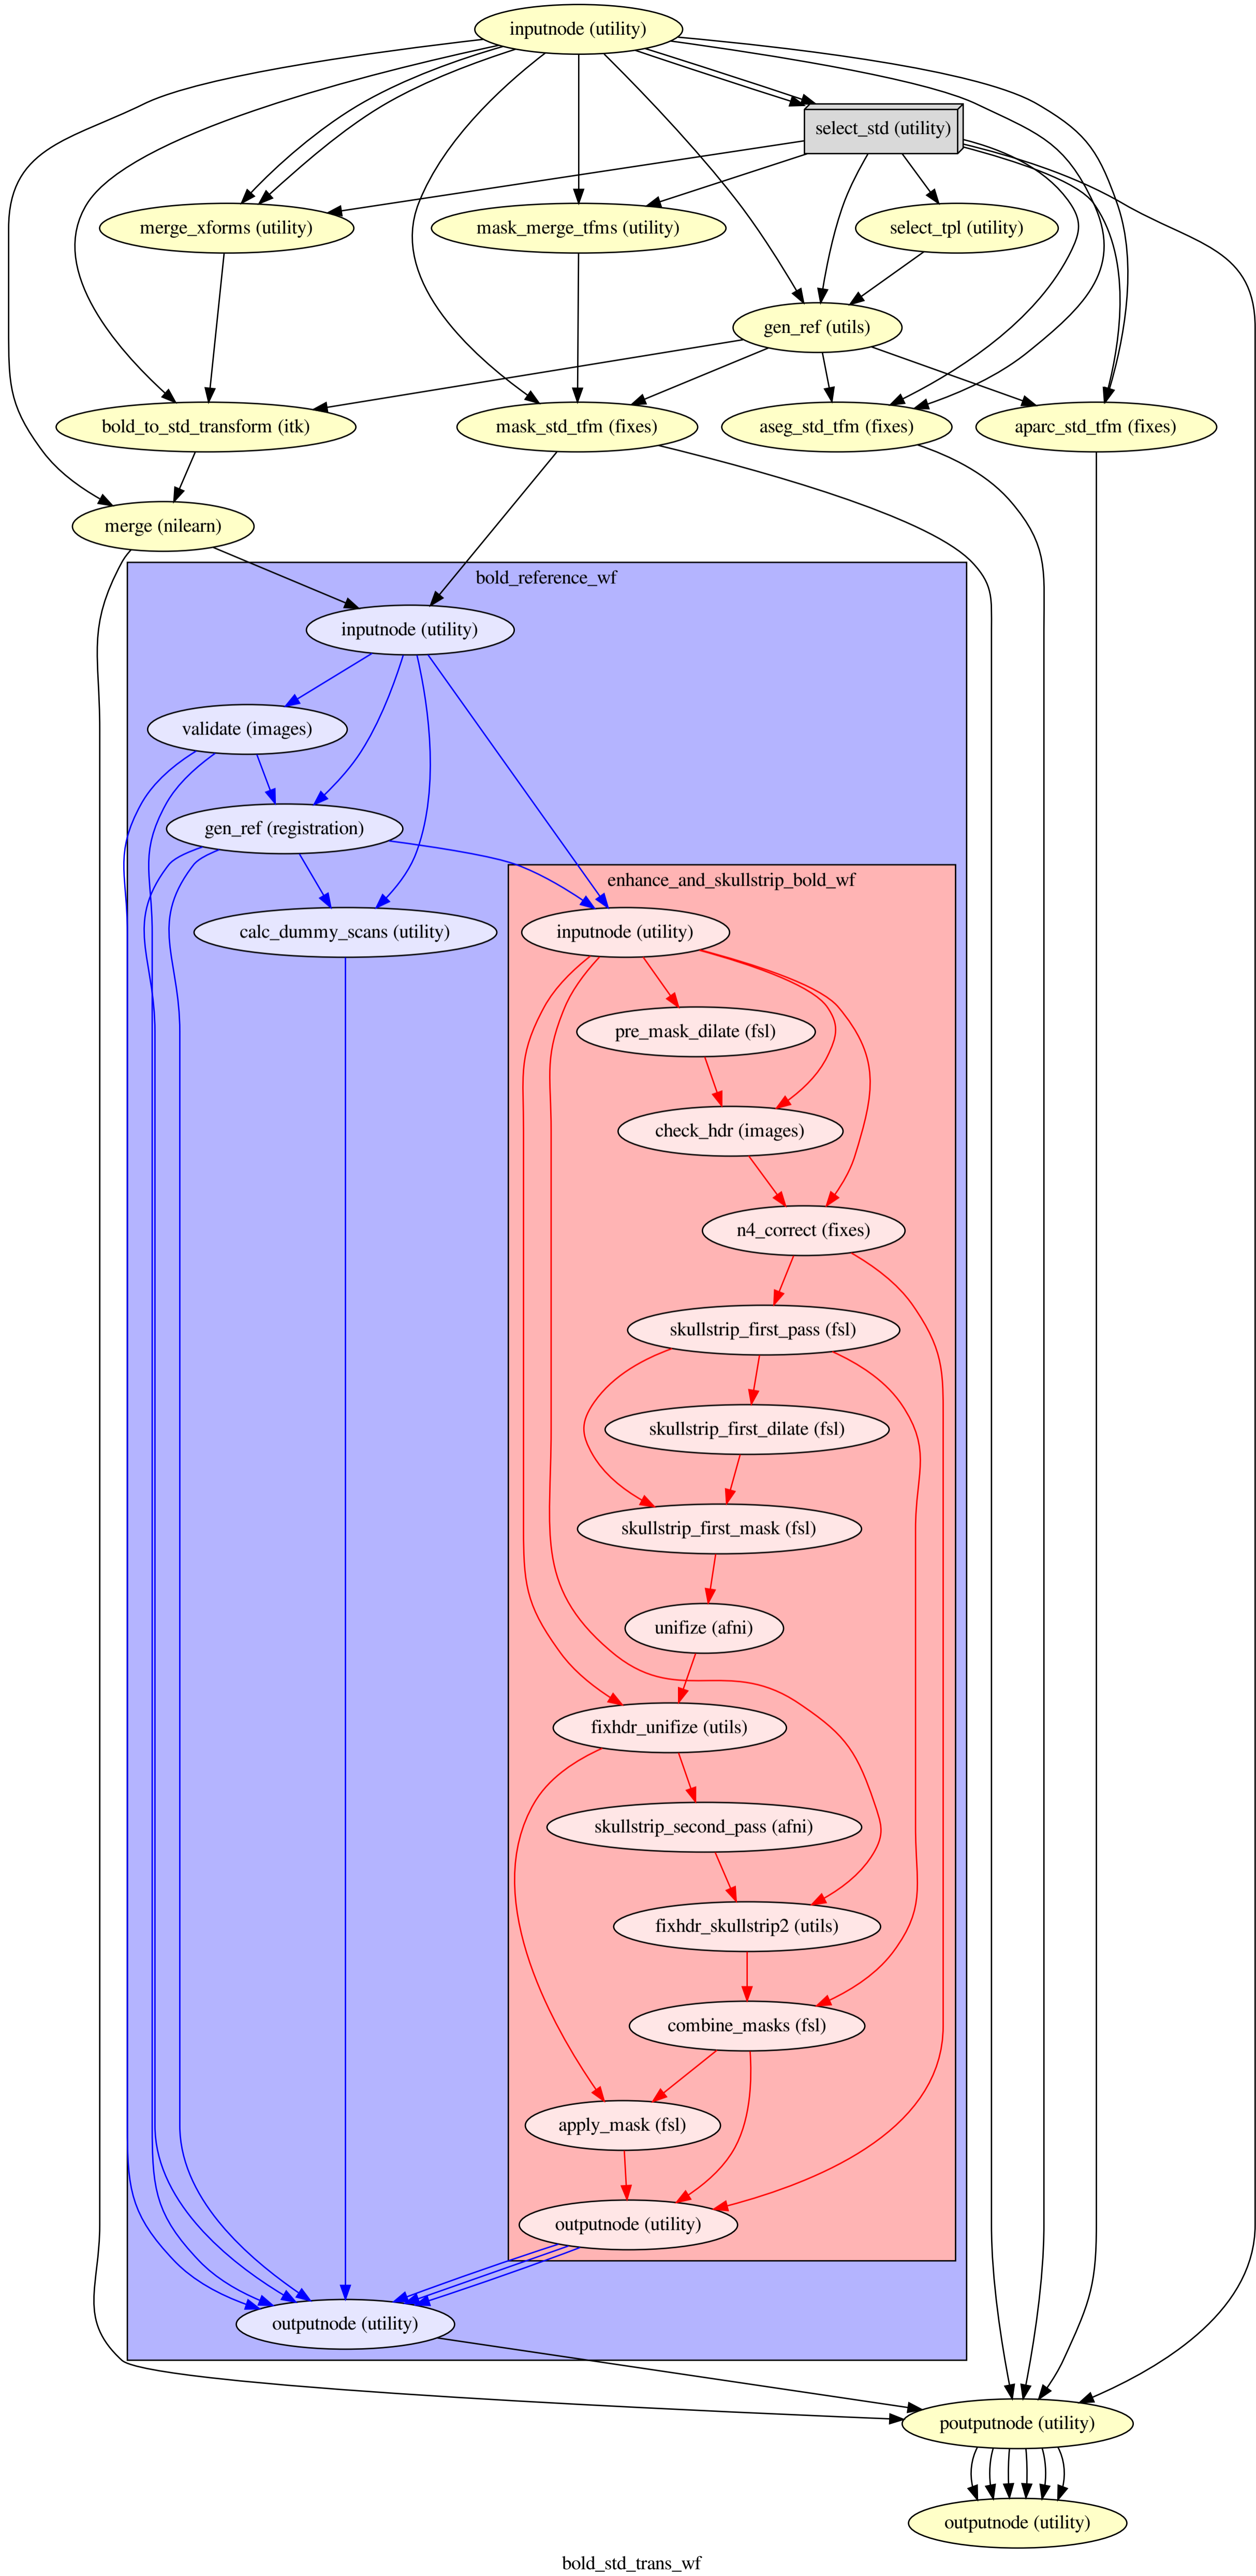 inputnode (utility)
select_std (utility)
merge_xforms (utility)
mask_merge_tfms (utility)
select_tpl (utility)
gen_ref (utils)
bold_to_std_transform (itk)
mask_std_tfm (fixes)
aseg_std_tfm (fixes)
aparc_std_tfm (fixes)
merge (nilearn)
bold_reference_wf
inputnode (utility)
validate (images)
gen_ref (registration)
enhance_and_skullstrip_bold_wf
calc_dummy_scans (utility)
inputnode (utility)
pre_mask_dilate (fsl)
check_hdr (images)
n4_correct (fixes)
skullstrip_first_pass (fsl)
skullstrip_first_dilate (fsl)
skullstrip_first_mask (fsl)
unifize (afni)
fixhdr_unifize (utils)
skullstrip_second_pass (afni)
fixhdr_skullstrip2 (utils)
combine_masks (fsl)
apply_mask (fsl)
outputnode (utility)
outputnode (utility)
poutputnode (utility)
outputnode (utility)
bold_std_trans_wf